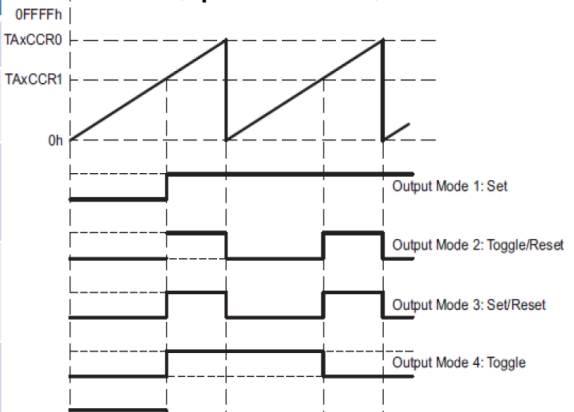 0FFFFh
TAxCCR0
TAxCCR1
0h
Output Mode 1: Set
Output Mode 2: Toggle/Reset
Output Mode 3: Set/Reset
Output Mode 4: Toggle